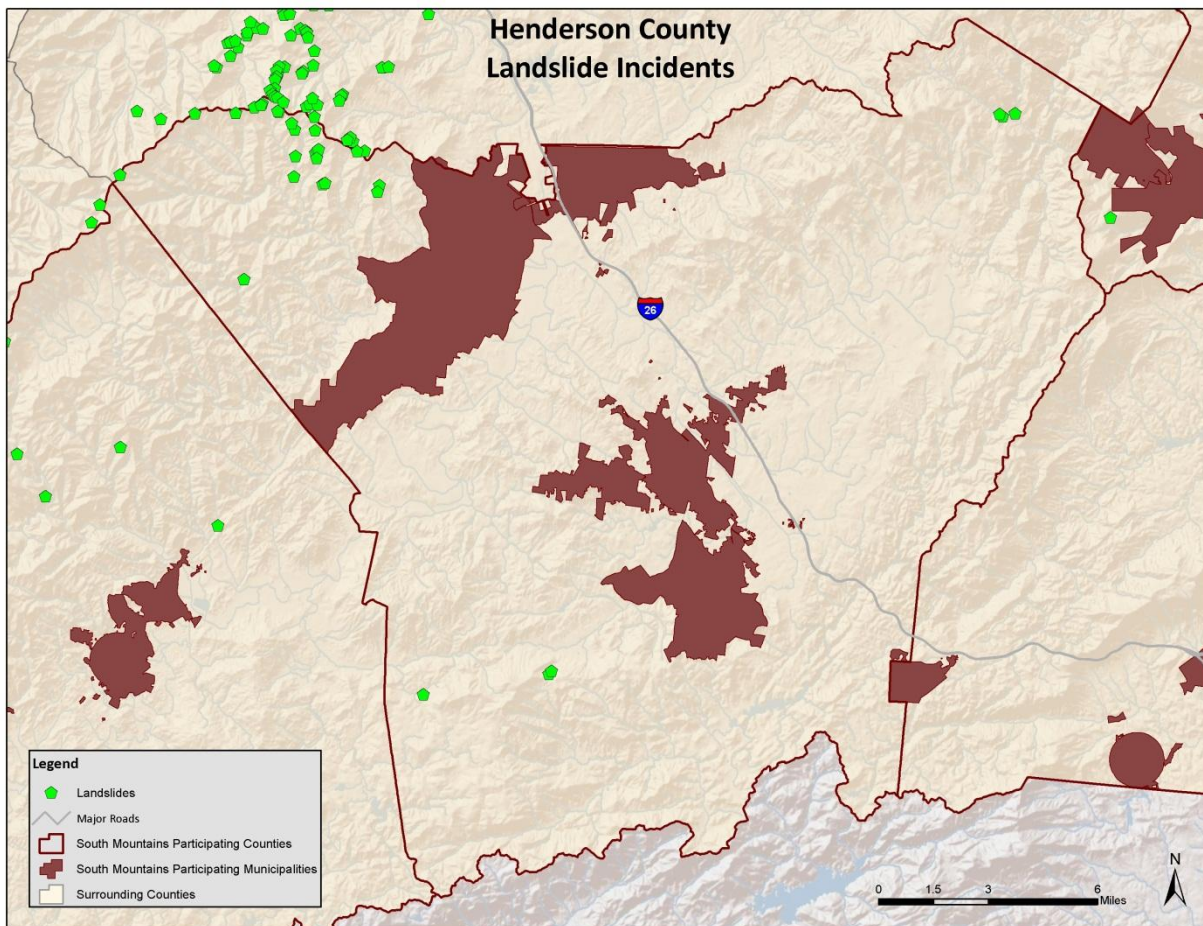 Henderson County
Landslide Incidents
26
Legend
Landslides
Major Roads
South Mountains Participating Counties
South Mountains Participating Municipalities
Surrounding Counties
N
0 1.5 3 6
Miles